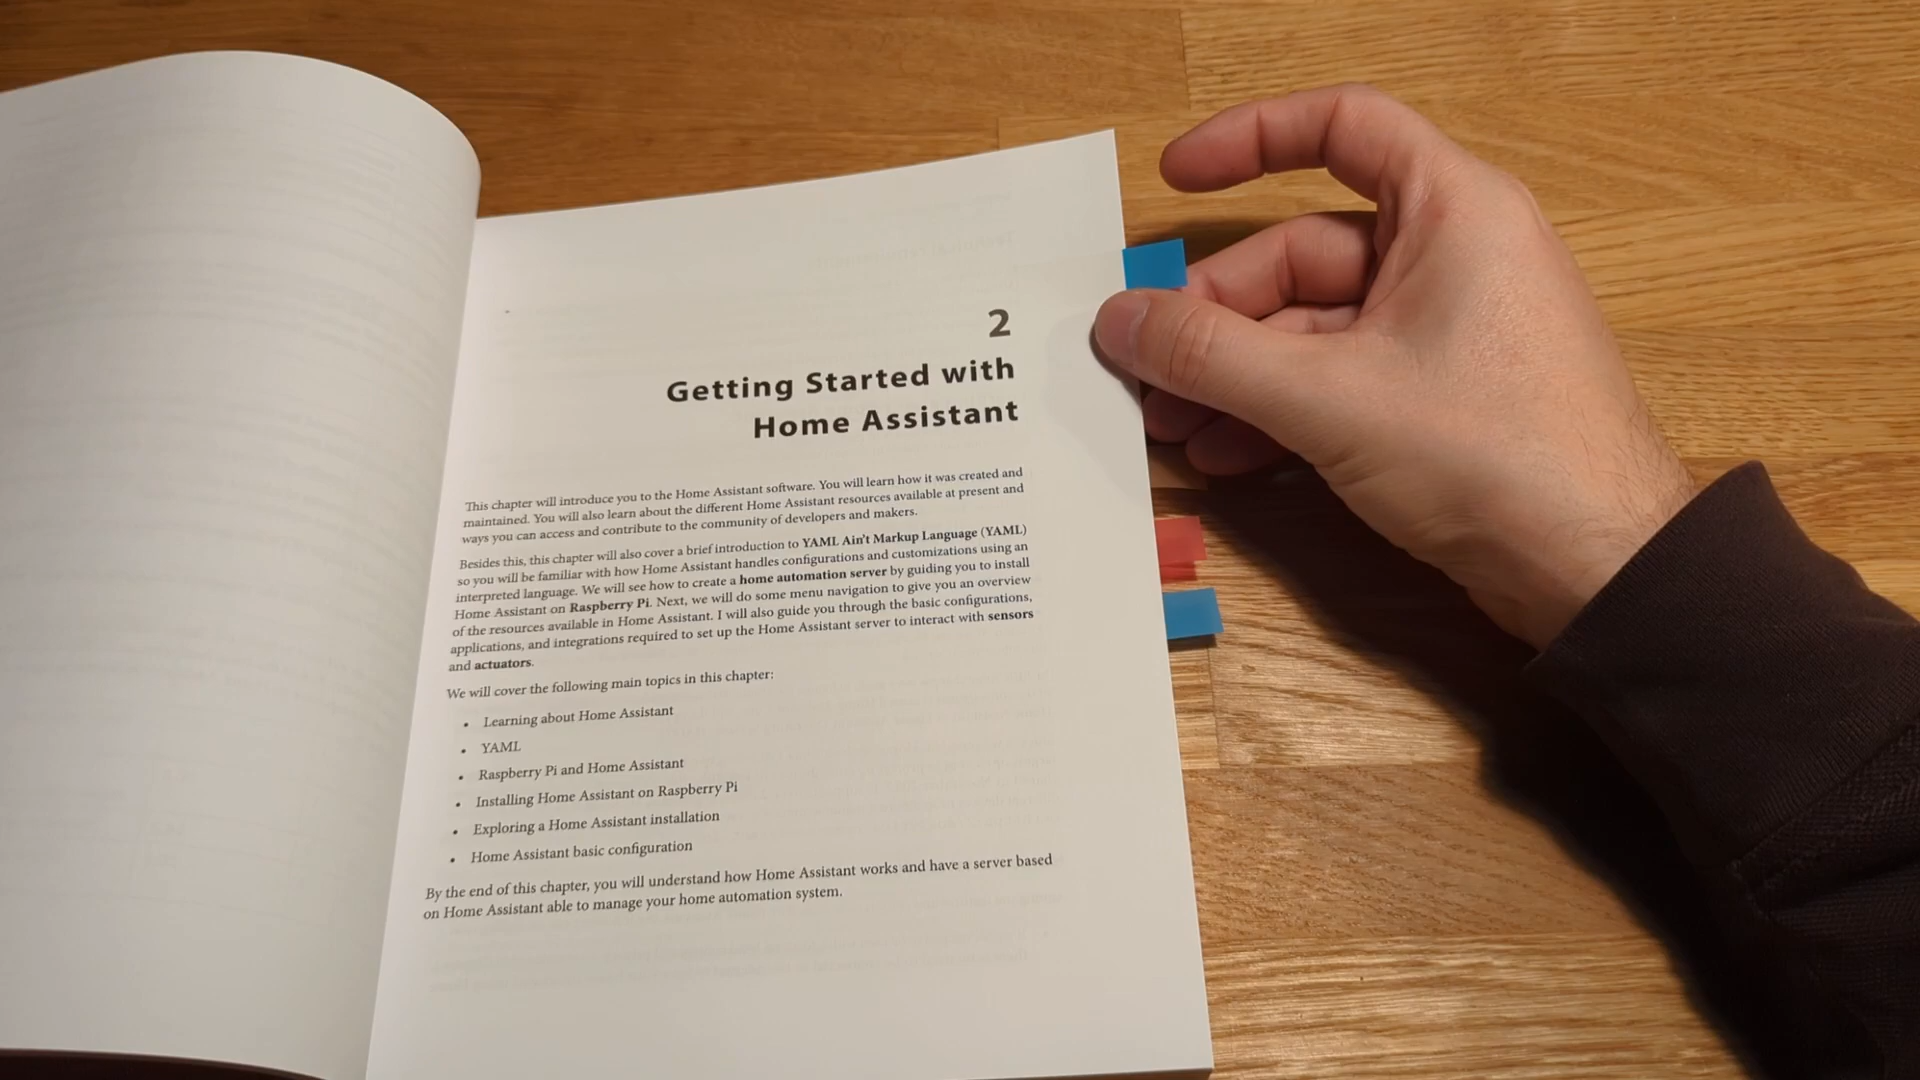 2
Getting Started with
Home Assistant
This chapter will introduce you to the Home Assistant software. You will learn how it was created and
maintained. You will also learn about the different Home Assistant resources available at present and
ways you can access and contribute to the community of developers and makers.
Besides this, this chapter will also cover a brief introduction to YAML Ain't Markup Language (YAML)
so you will be familiar with how Home Assistant handles configurations and customizations using an
interpreted language. We will see how to create a home automation server by guiding you to install
Home Assistant on Raspberry Pi. Next, we will do some menu navigation to give you an overview
of the resources available in Home Assistant. I will also guide you through the basic configurations,
applications, and integrations required to set up the Home Assistant server to interact with sensors
and actuators.
We will cover the following main topics in this chapter:
• Learning about Home Assistant
• YAML
• Raspberry Pi and Home Assistant
• Installing Home Assistant on Raspberry Pi
• Exploring a Home Assistant installation
• Home Assistant basic configuration
By the end of this chapter, you will understand how Home Assistant works and have a server based
on Home Assistant able to manage your home automation system.